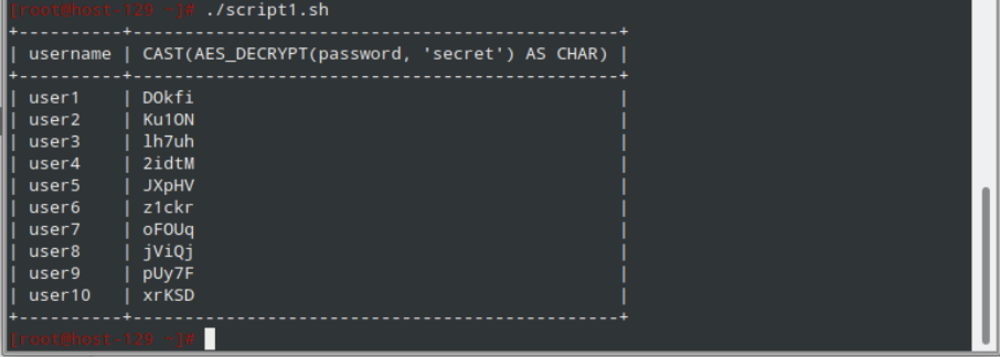 [root@host-129 ~]# ./script1.sh
+----------+-----------------------------------------------+
| username | CAST(AES_DECRYPT(password, 'secret') AS CHAR) |
+----------+-----------------------------------------------+
| user1    | DOkfi                                         |
| user2    | Ku1ON                                         |
| user3    | lh7uh                                         |
| user4    | 2idtM                                         |
| user5    | JXpHV                                         |
| user6    | z1ckr                                         |
| user7    | oFOUq                                         |
| user8    | jViQj                                         |
| user9    | pUy7F                                         |
| user10   | xrKSD                                         |
+----------+-----------------------------------------------+
[root@host-129 ~]#